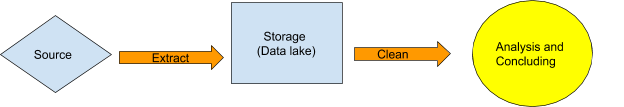 Source
Extract
Storage
(Data lake)
Clean
Analysis and
Concluding